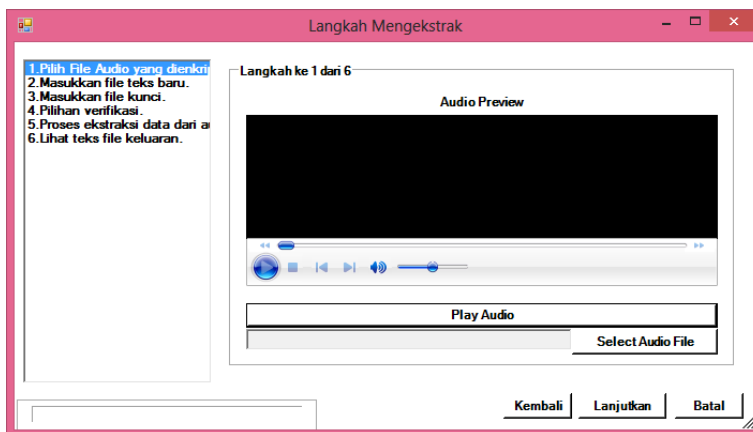 Langkah Mengekstrak
1.Pilih File Audio yang dienkrip
2.Masukkan file teks baru.
3.Masukkan file kunci.
4.Pilihan verifikasi.
5.Proses ekstraksi data dari
6.Lihat teks file keluaran.
Langkah ke 1 dari 6
Audio Preview
Play Audio
Select Audio File
Kembali
Lanjutkan
Batal